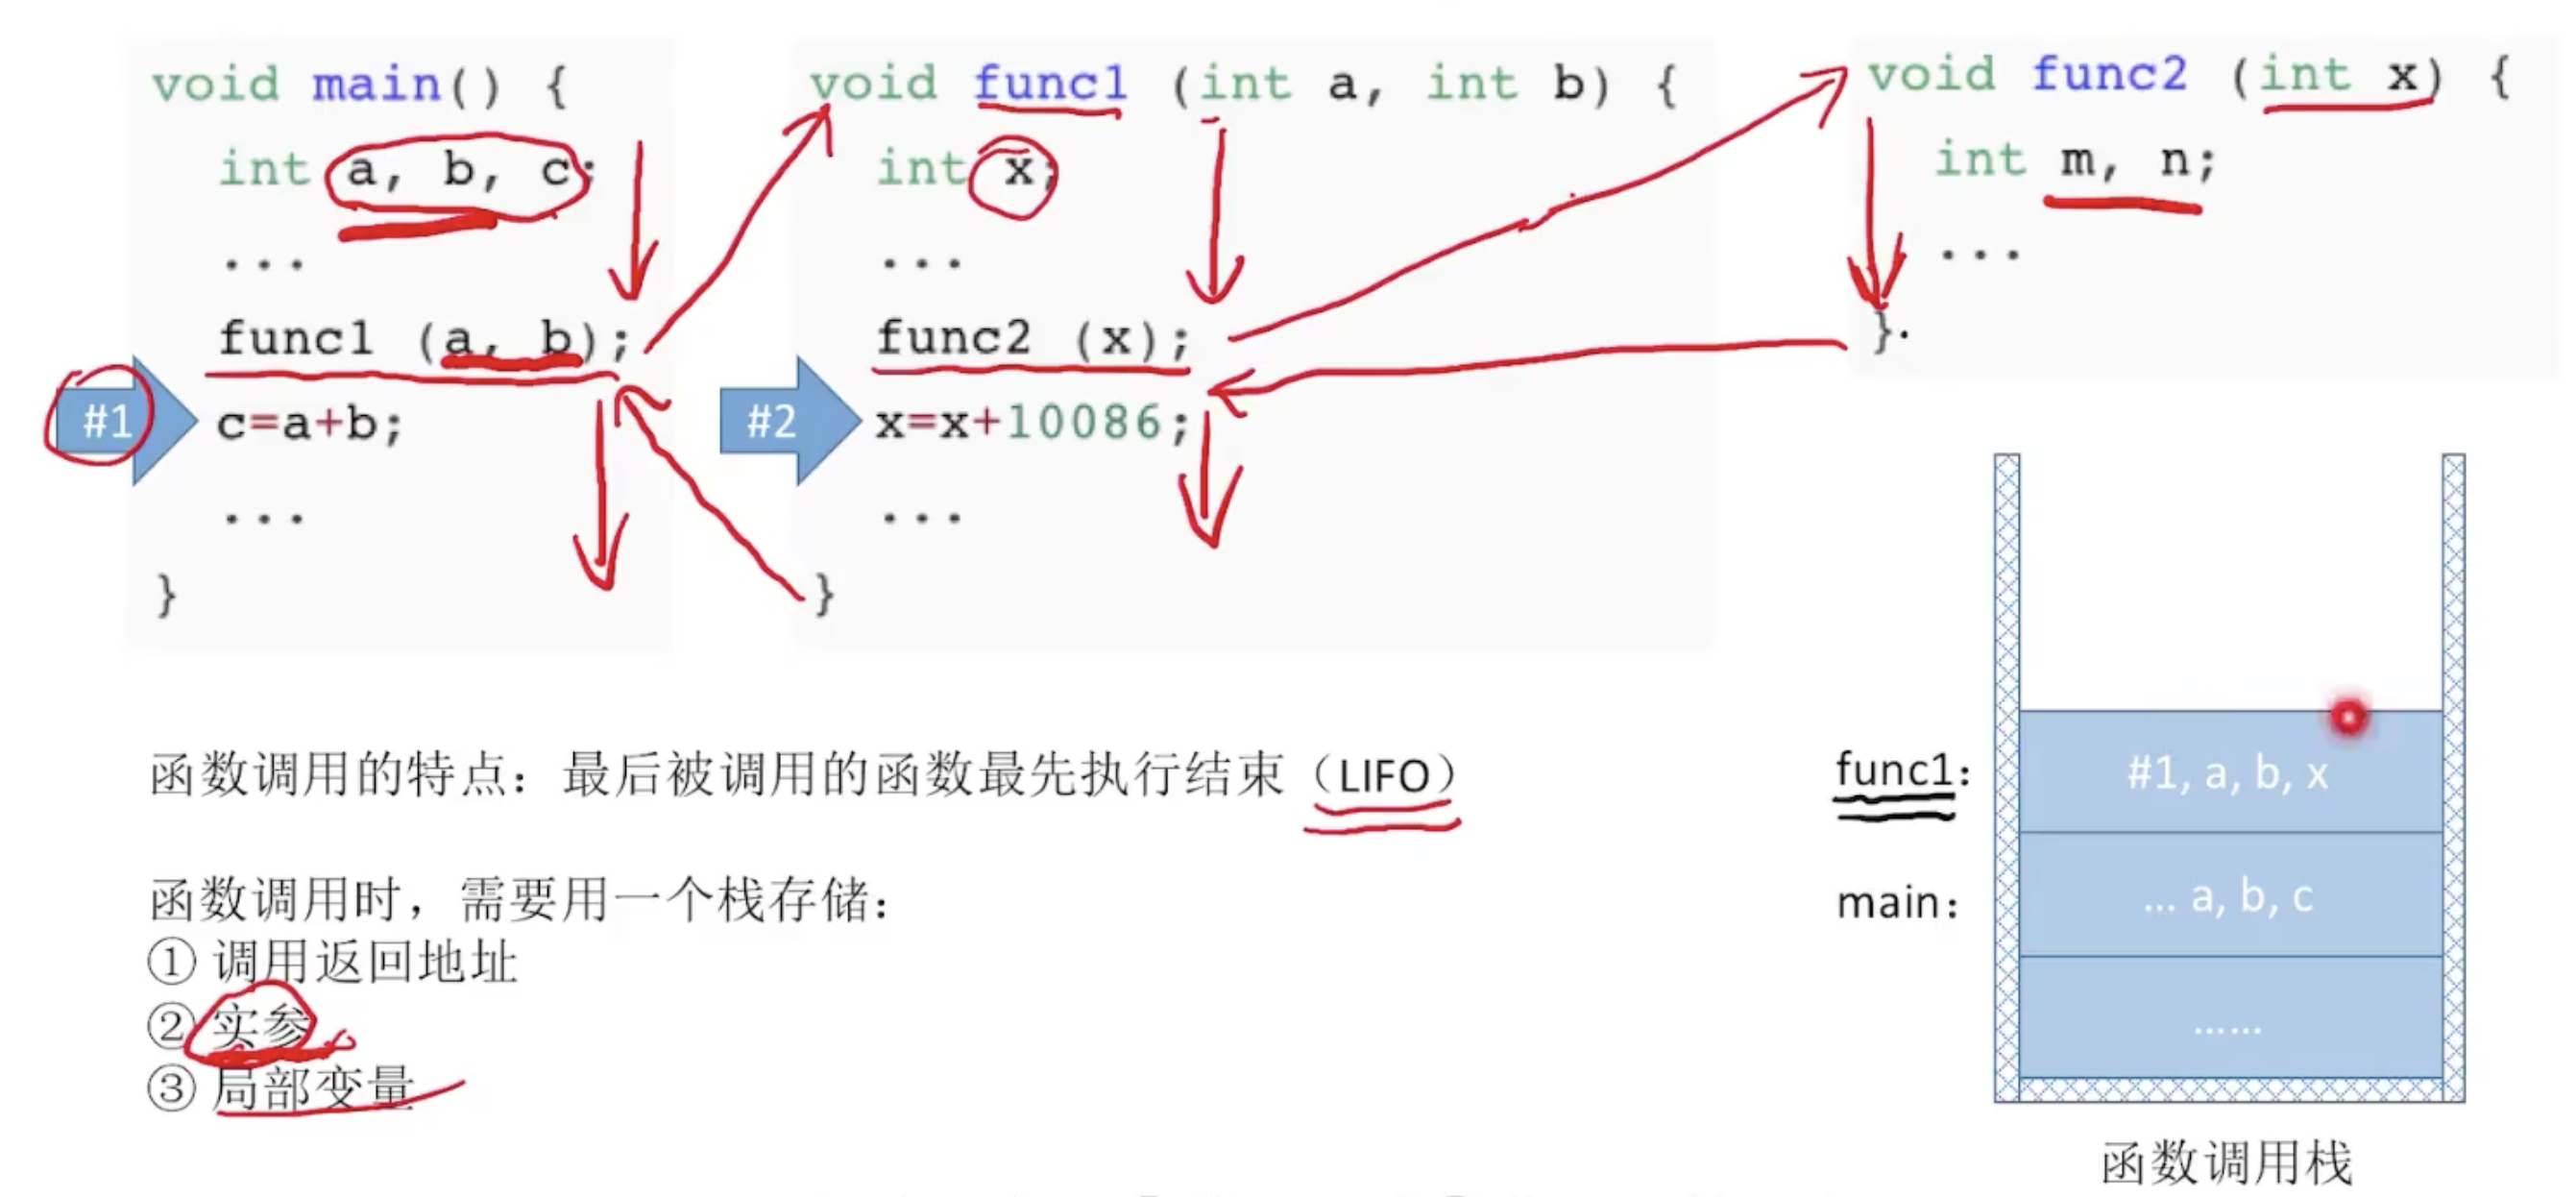 void main() {
int a, b, c;
...
func1 (a, b);
#1
c=a+b;
...
}
void func1 (int a, int b) {
int x;
...
func2 (x);
#2
x=x+10086;
...
}
void func2 (int x) {
int m, n;
...
}
函数调用的特点：最后被调用的函数最先执行结束（LIFO）
函数调用时，需要用一个栈存储：
① 调用返回地址
② 实参
③ 局部变量
func1：
#1, a, b, x
main：
... a, b, c
……
函数调用栈